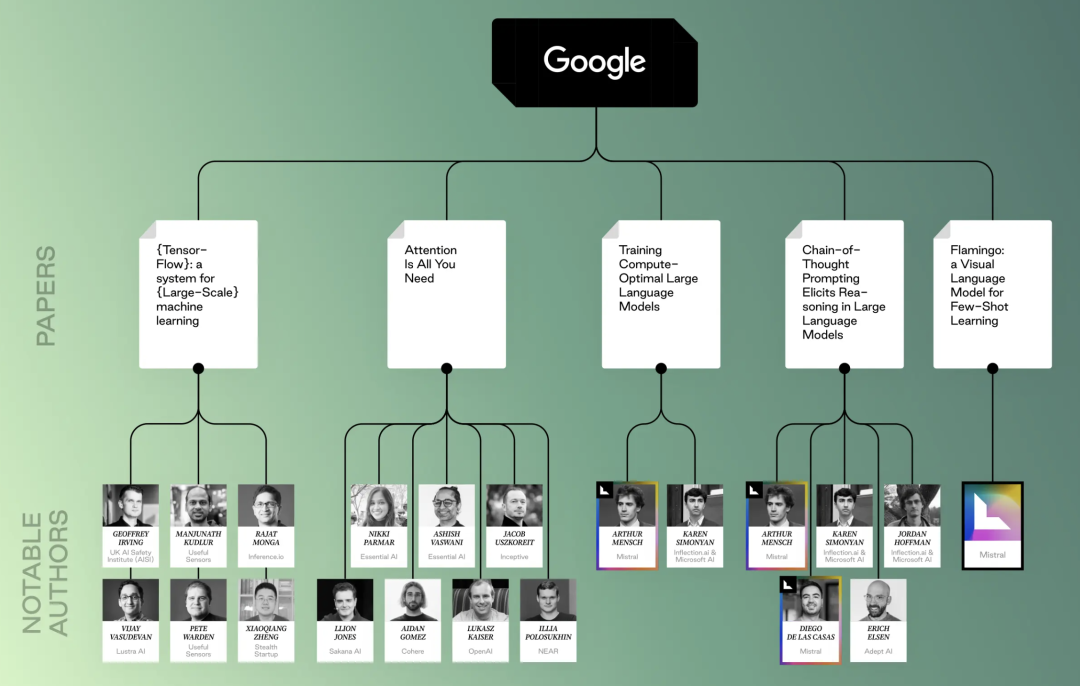 Google
PAPERS
{Tensor-
Flow}: a
system for
{Large-Scale}
machine
learning
Attention
Is All You
Need
Training
Compute-
Optimal Large
Language
Models
Chain-of-
Thought
Prompting
Elicits Rea-
soning in Large
Language
Models
Flamingo:
a Visual
Language
Model for
Few-Shot
Learning
NOTABLE
AUTHORS
GEOFFREY
IRVING
UK AI Safety
Institute (AISI)
MANJUNATH
KUDLUR
Useful
Sensors
RAJAT
MONGA
Inference.io
VIJAY
VASUDEVAN
Lustra AI
PETE
WARDEN
Useful
Sensors
XIAOQIANG
ZHENG
Stealth
Startup
NIKKI
PARMAR
Essential AI
ASHISH
VASWANI
Essential AI
JACOB
USZKOREIT
Inceptive
LLION
JONES
Sakana AI
AIDAN
GOMEZ
Cohere
LUKASZ
KAISER
OpenAI
ILLIA
POLOSUKHIN
NEAR
ARTHUR
MENSCH
Mistral
KAREN
SIMONYAN
Inflection.ai &
Microsoft AI
ARTHUR
MENSCH
Mistral
KAREN
SIMONYAN
Inflection.ai &
Microsoft AI
JORDAN
HOFFMAN
Inflection.ai &
Microsoft AI
DIEGO
DE LAS CASAS
Mistral
ERICH
ELSEN
Adept AI
Mistral